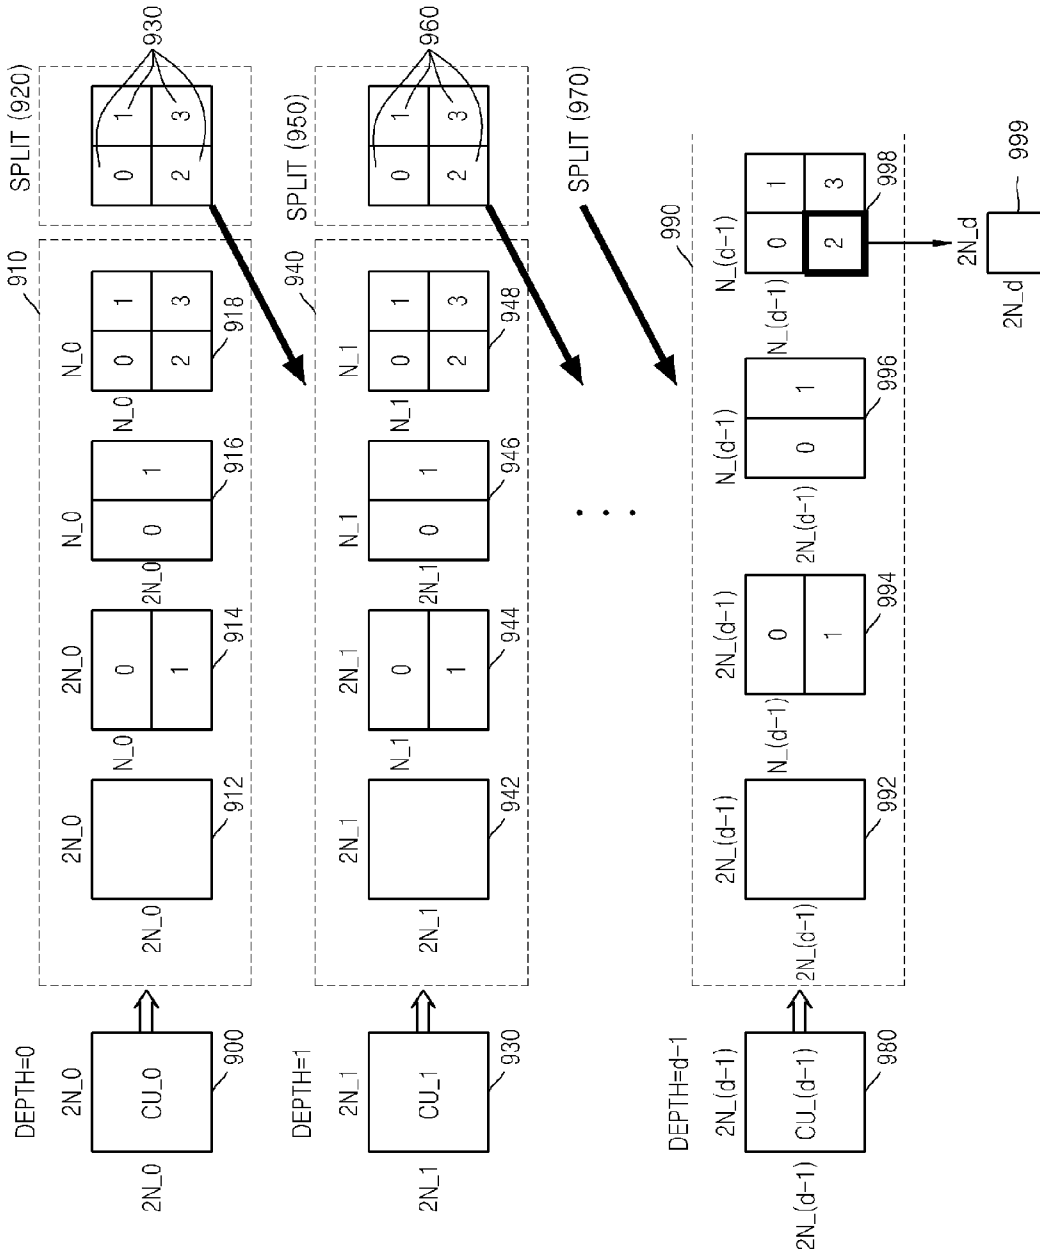 DEPTH=0
2N_0
2N_0
CU_0
900
910
2N_0
2N_0
912
2N_0
N_0
0
1
914
N_0
2N_0
0
1
916
N_0
N_0
0
1
2
3
918
SPLIT (920)
0
1
2
3
930
DEPTH=1
2N_1
2N_1
CU_1
930
940
2N_1
2N_1
942
2N_1
N_1
0
1
944
N_1
2N_1
0
1
946
N_1
N_1
0
1
2
3
948
SPLIT (950)
0
1
2
3
960
SPLIT (970)
. . .
DEPTH=d-1
2N_(d-1)
2N_(d-1)
CU_(d-1)
980
990
2N_(d-1)
2N_(d-1)
992
2N_(d-1)
N_(d-1)
0
1
994
N_(d-1)
2N_(d-1)
0
1
996
N_(d-1)
N_(d-1)
0
1
2
3
998
2N_d
2N_d
999